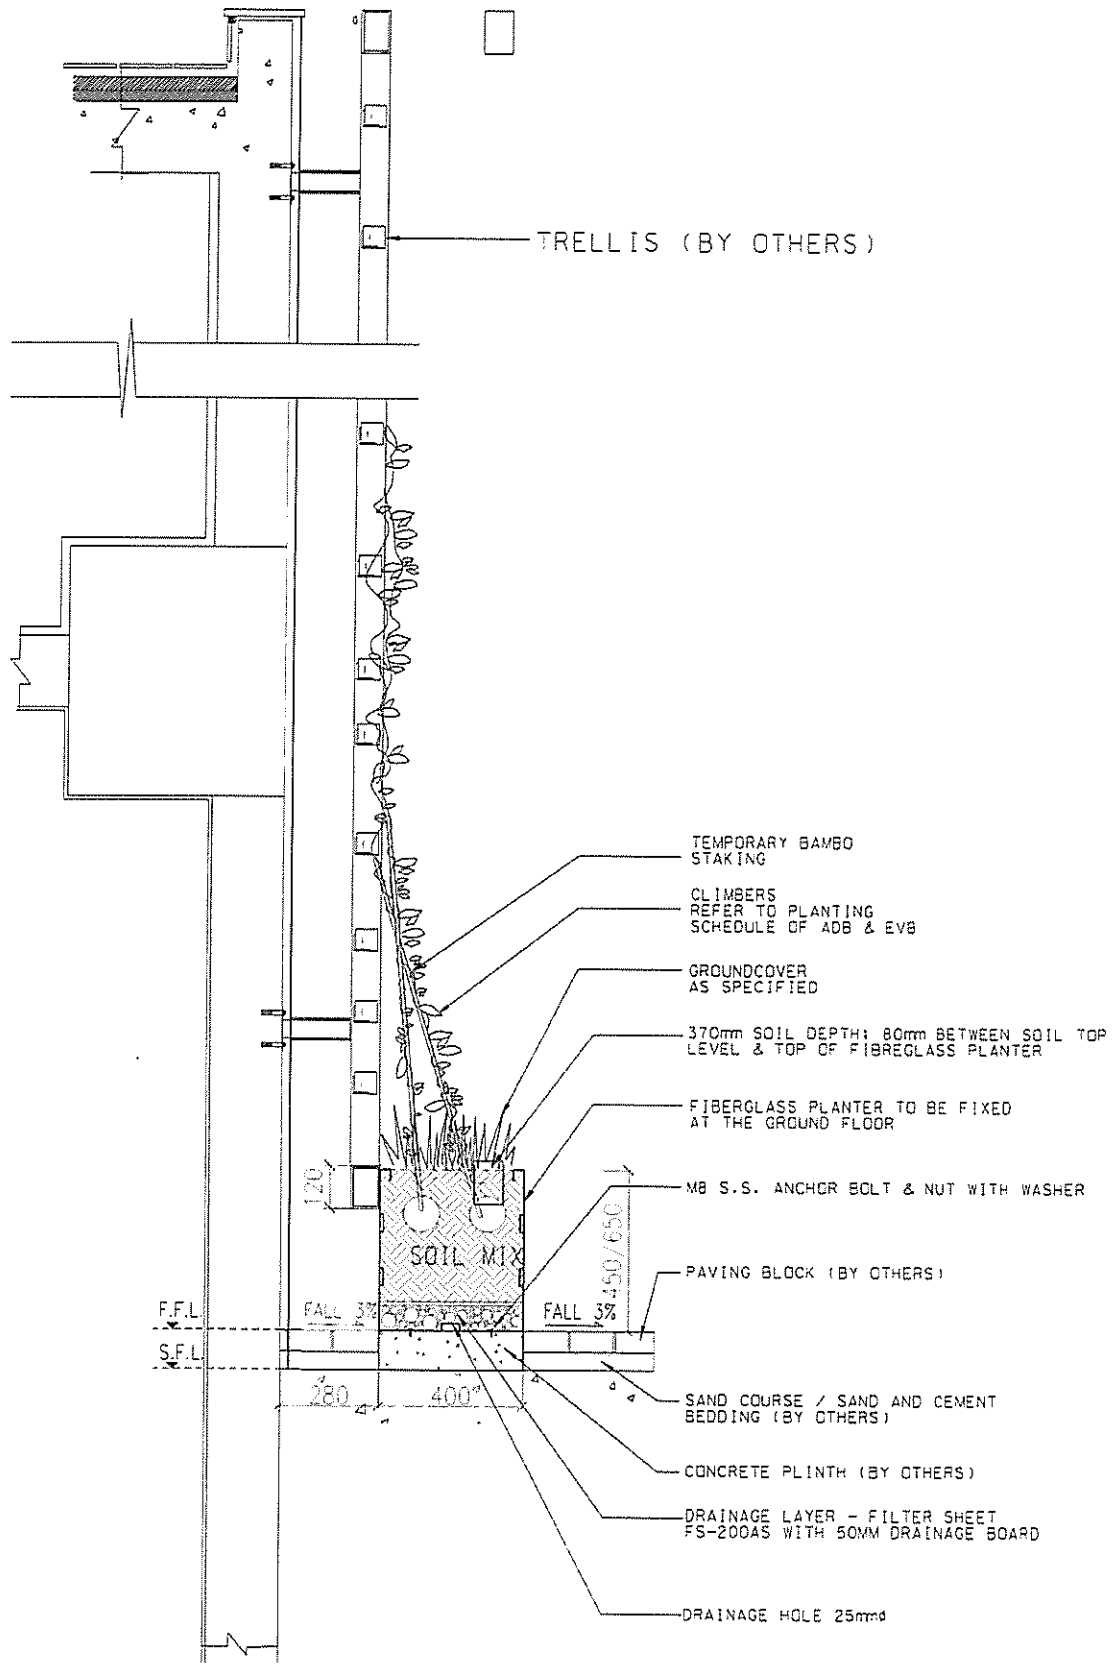 TRELLIS (BY OTHERS)
TEMPORARY BAMBO
STAKING
CLIMBERS
REFER TO PLANTING
SCHEDULE OF ADB & EVB
GROUNDCOVER
AS SPECIFIED
370mm SOIL DEPTH; 80mm BETWEEN SOIL TOP
LEVEL & TOP OF FIBREGLASS PLANTER
FIBERGLASS PLANTER TO BE FIXED
AT THE GROUND FLOOR
120
M8 S.S. ANCHOR BOLT & NUT WITH WASHER
450/650
SOIL MIX
PAVING BLOCK (BY OTHERS)
F.F.L.
FALL 3%
FALL 3%
S.F.L.
280
400
SAND COURSE / SAND AND CEMENT
BEDDING (BY OTHERS)
CONCRETE PLINTH (BY OTHERS)
DRAINAGE LAYER - FILTER SHEET
FS-200AS WITH 50MM DRAINAGE BOARD
DRAINAGE HOLE 25mmd